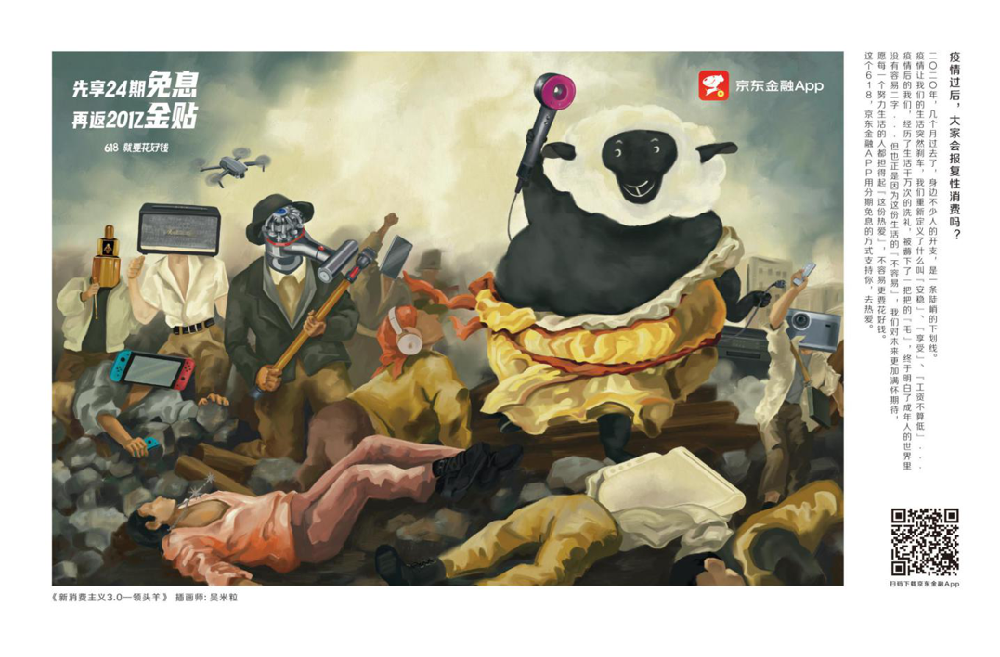 先享24期免息
再返20亿金贴
618 就要花好钱
京东金融App
Marshall
疫情过后，大家会报复性消费吗？
二〇二〇年，几个月过去了，身边不少人的开支，是一条陡峭的下划线。
疫情让我们的生活突然刹车，我们重新定义了什么叫『安稳』、『享受』、『工资不算低』....
疫情后的我们，经历了生活千万次的洗礼，被薅下了一把把的『毛』，终于明白了成年人的世界里
没有容易二字...但也正是因为这份生活的『不容易』，我们对未来更加满怀期待，
愿每一个努力生活的人都担得起『这份热爱』，不容易更要花好钱。
这个618，京东金融APP用分期免息的方式支持你，去热爱。
扫码下载京东金融App
《新消费主义3.0—领头羊》 插画师: 吴米粒